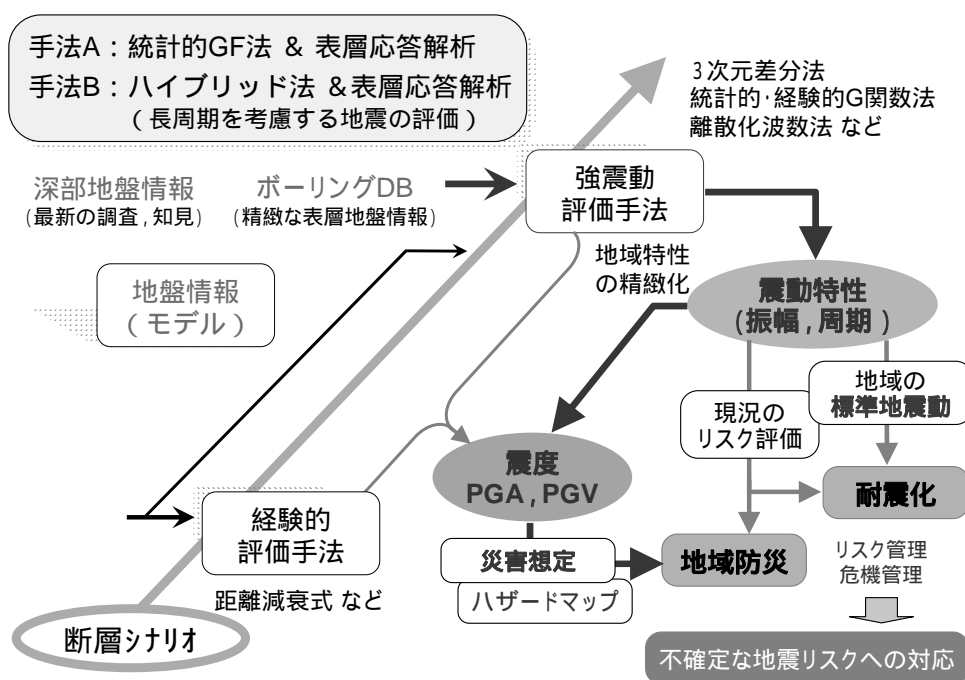 手法A：統計的GF法 & 表層応答解析
手法B：ハイブリッド法 &表層応答解析
（長周期を考慮する地震の評価）
3次元差分法
統計的･経験的G関数法
離散化波数法 など
深部地盤情報
(最新の調査,知見)
ボーリングDB
(精緻な表層地盤情報)
強震動
評価手法
地域特性
の精緻化
地盤情報
（モデル）
震動特性
(振幅,周期)
地域の
標準地震動
現況の
リスク評価
震度
PGA , PGV
耐震化
経験的
評価手法
距離減衰式 など
災害想定
ハザードマップ
地域防災
リスク管理
危機管理
断層シナリオ
不確定な地震リスクへの対応